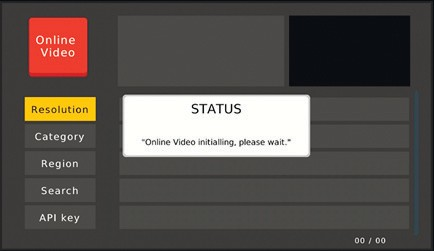 Online
Video
STATUS
"Online Video initialling, please wait."
Resolution
Category
Region
Search
API key
00 / 00